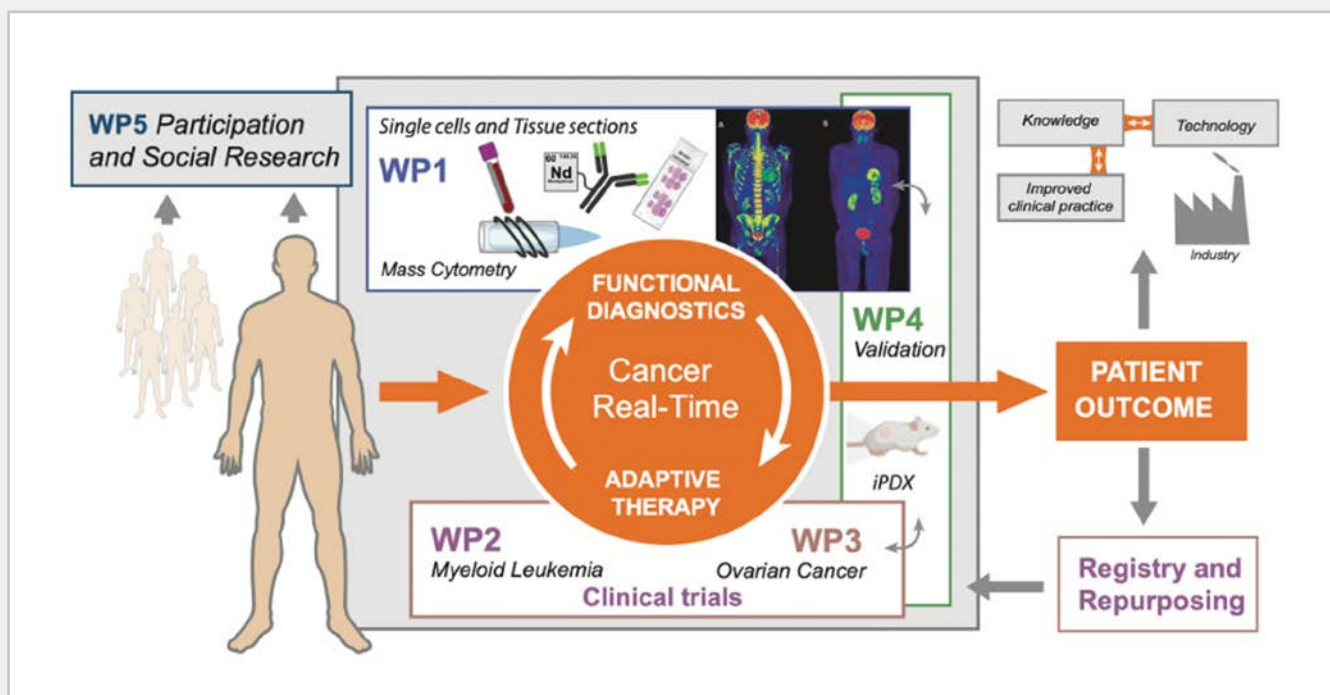 WP5 Participation
and Social Research
Single cells and Tissue sections
WP1
60
Nd
Mass Cytometry
A
B
FUNCTIONAL
DIAGNOSTICS
Cancer
Real-Time
ADAPTIVE
THERAPY
WP4
Validation
iPDX
WP2
Myeloid Leukemia
WP3
Ovarian Cancer
Clinical trials
Knowledge
Technology
Improved
clinical practice
Industry
PATIENT
OUTCOME
Registry and
Repurposing